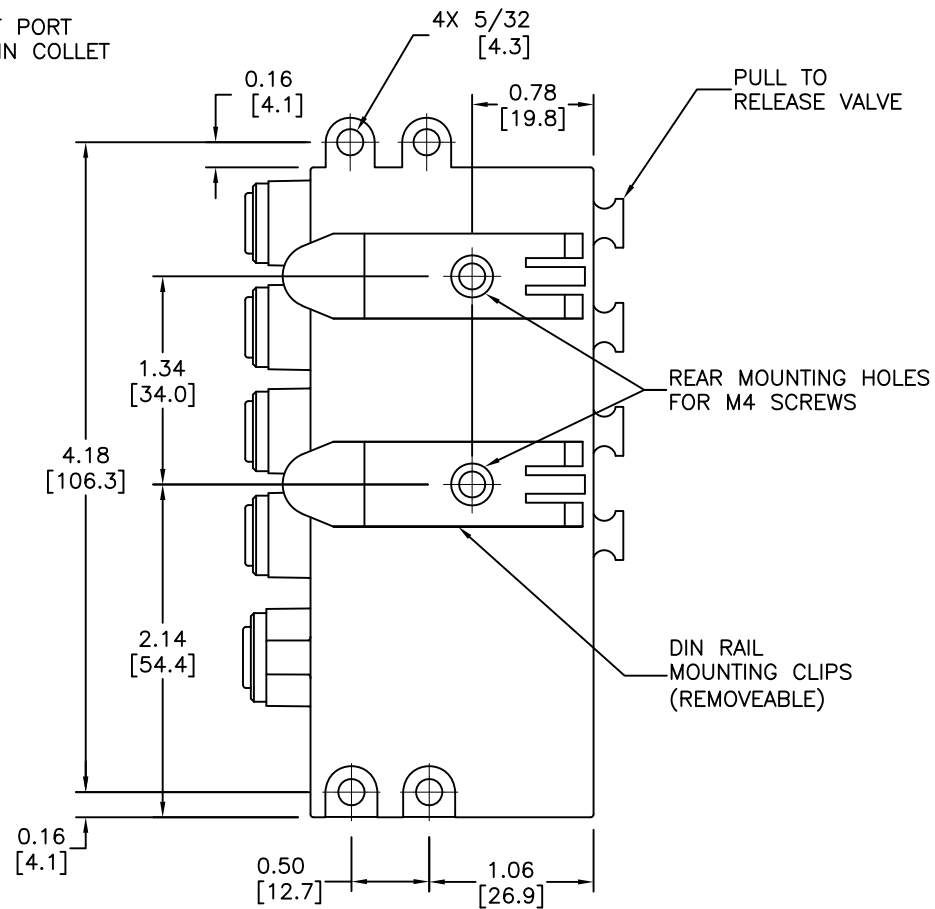 PORT
IN COLLET
4X 5/32
[4.3]
0.16
[4.1]
0.78
[19.8]
PULL TO
RELEASE VALVE
1.34
[34.0]
REAR MOUNTING HOLES
FOR M4 SCREWS
4.18
[106.3]
2.14
[54.4]
DIN RAIL
MOUNTING CLIPS
(REMOVEABLE)
0.16
[4.1]
0.50
[12.7]
1.06
[26.9]